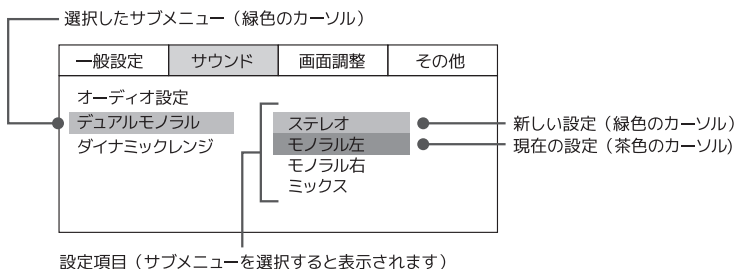 選択したサブメニュー（緑色のカーソル）
一般設定 サウンド 画面調整 その他
オーディオ設定
デュアルモノラル
ダイナミックレンジ
ステレオ
モノラル左
モノラル右
ミックス
新しい設定（緑色のカーソル）
現在の設定（茶色のカーソル）
設定項目（サブメニューを選択すると表示されます）